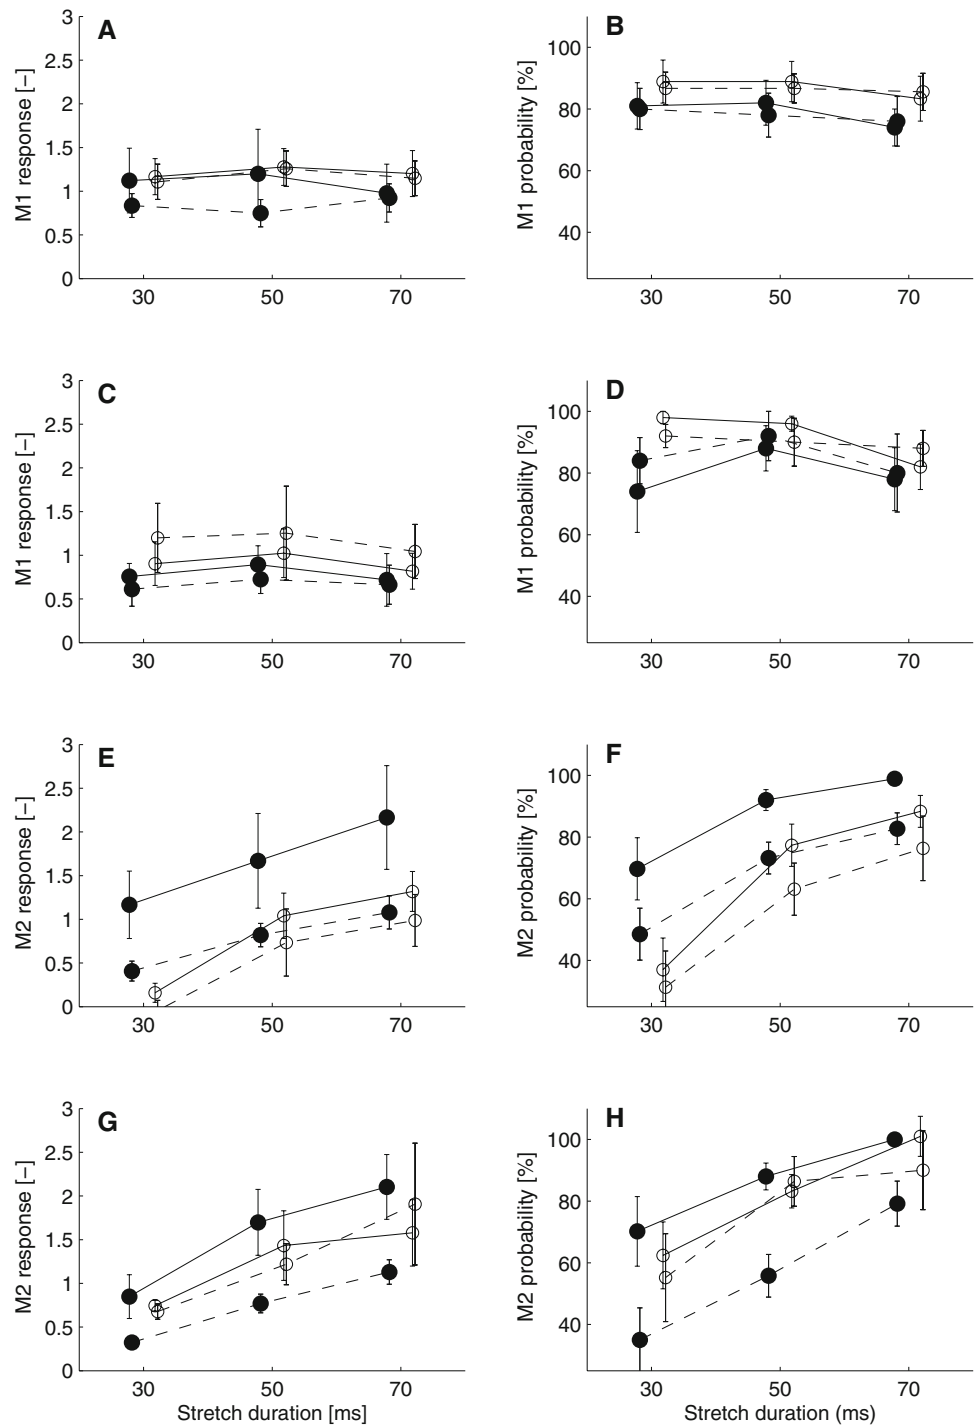 A
M1 response [–]
3
2.5
2
1.5
1
0.5
0
30 50 70
B
M1 probability [%]
100
80
60
40
30 50 70
C
M1 response [–]
3
2.5
2
1.5
1
0.5
0
30 50 70
D
M1 probability [%]
100
80
60
40
30 50 70
E
M2 response [–]
3
2.5
2
1.5
1
0.5
0
30 50 70
F
M2 probability [%]
100
80
60
40
30 50 70
G
M2 response [–]
3
2.5
2
1.5
1
0.5
0
30 50 70
Stretch duration [ms]
H
M2 probability [%]
100
80
60
40
30 50 70
Stretch duration (ms)